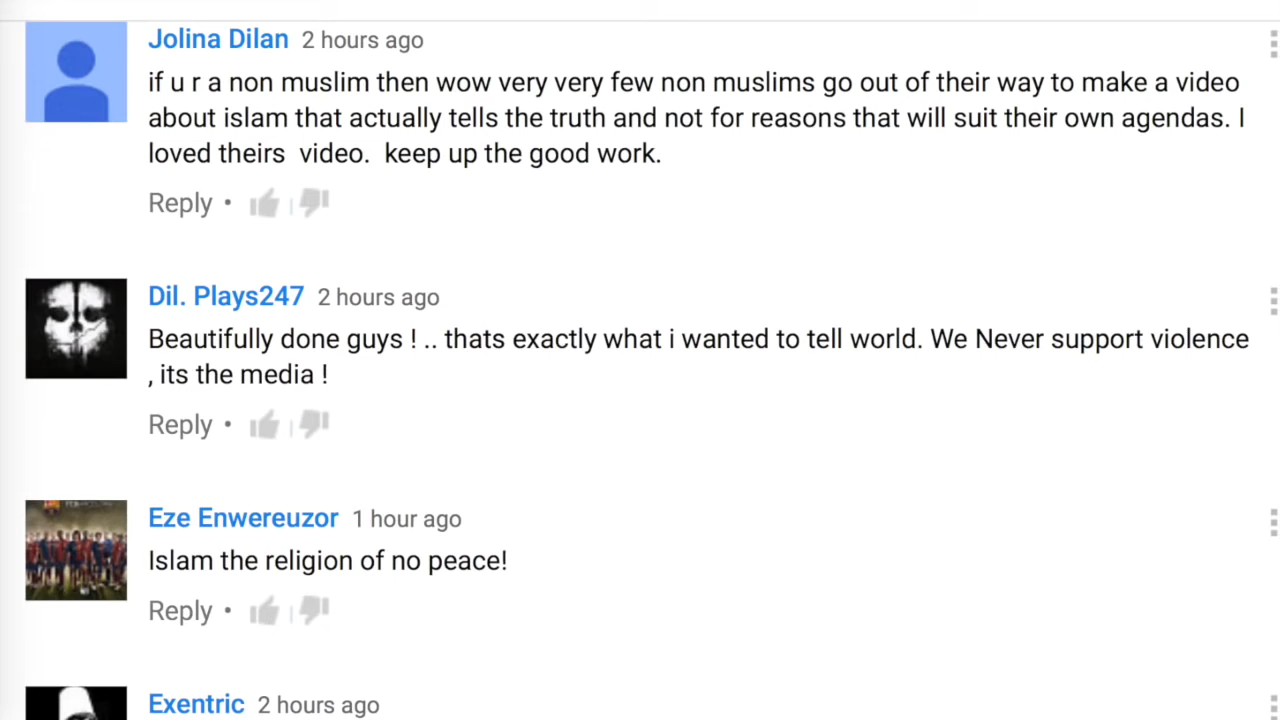 Jolina Dilan 2 hours ago
if u r a non muslim then wow very very few non muslims go out of their way to make a video
about islam that actually tells the truth and not for reasons that will suit their own agendas. I
loved theirs  video.  keep up the good work.
Reply •
Dil. Plays247 2 hours ago
Beautifully done guys ! .. thats exactly what i wanted to tell world. We Never support violence
, its the media !
Reply •
Eze Enwereuzor 1 hour ago
Islam the religion of no peace!
Reply •
Exentric 2 hours ago